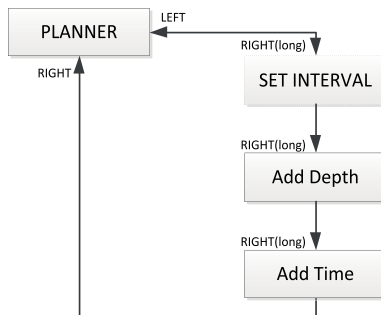 PLANNER
LEFT
RIGHT(long)
RIGHT
SET INTERVAL
RIGHT(long)
Add Depth
RIGHT(long)
Add Time